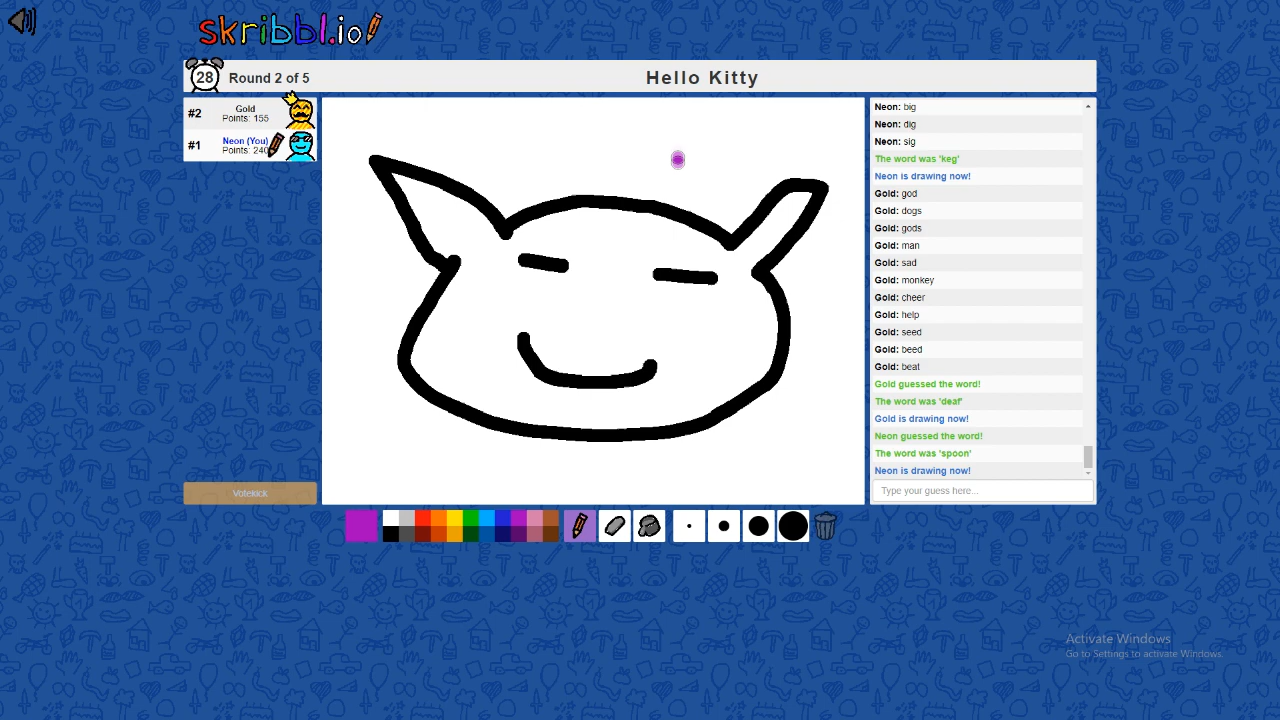 skribbl.io
28 Round 2 of 5
Hello Kitty
#2 Gold
Points: 155
#1 Neon (You)
Points: 240
Votekick
Neon: big
Neon: dig
Neon: sig
The word was 'keg'
Neon is drawing now!
Gold: god
Gold: dogs
Gold: gods
Gold: man
Gold: sad
Gold: monkey
Gold: cheer
Gold: help
Gold: seed
Gold: beed
Gold: beat
Gold guessed the word!
The word was 'deaf'
Gold is drawing now!
Neon guessed the word!
The word was 'spoon'
Neon is drawing now!
Type your guess here...
Activate Windows
Go to Settings to activate Windows.